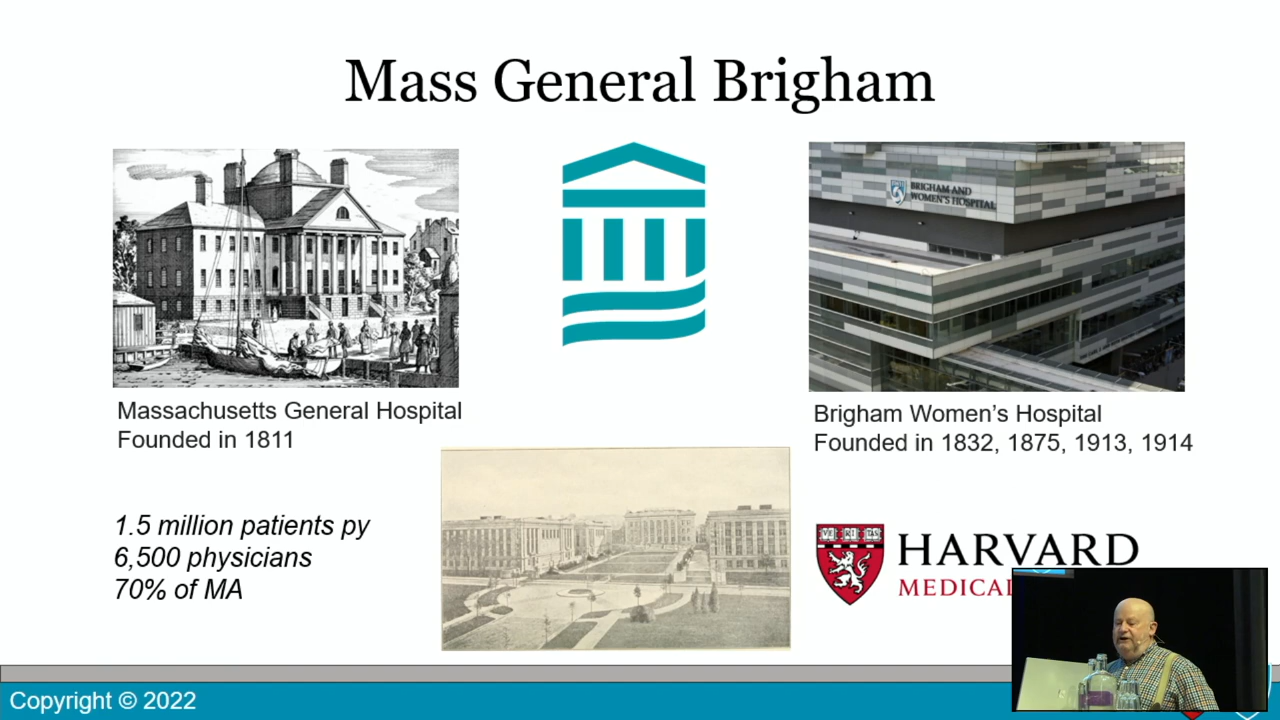 Mass General Brigham
BRIGHAM AND
WOMEN'S HOSPITAL
Massachusetts General Hospital
Founded in 1811
Brigham Women's Hospital
Founded in 1832, 1875, 1913, 1914
1.5 million patients py
6,500 physicians
70% of MA
HARVARD
MEDICAL
Copyright © 2022